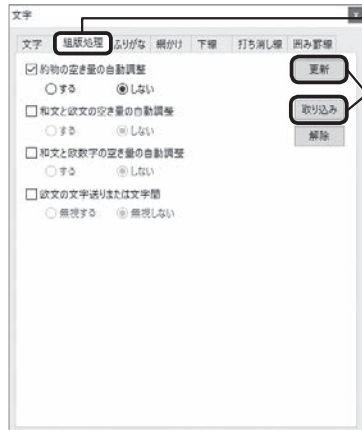 文字
文字 組版処理 ふりがな 網かけ 下線 打ち消し線 囲み罫線
約物の空き量の自動調整
する しない
和文と欧文の空き量の自動調整
する しない
和文と欧数字の空き量の自動調整
する しない
欧文の文字送りまたは文字間
無視する 無視しない
更新
取り込み
解除